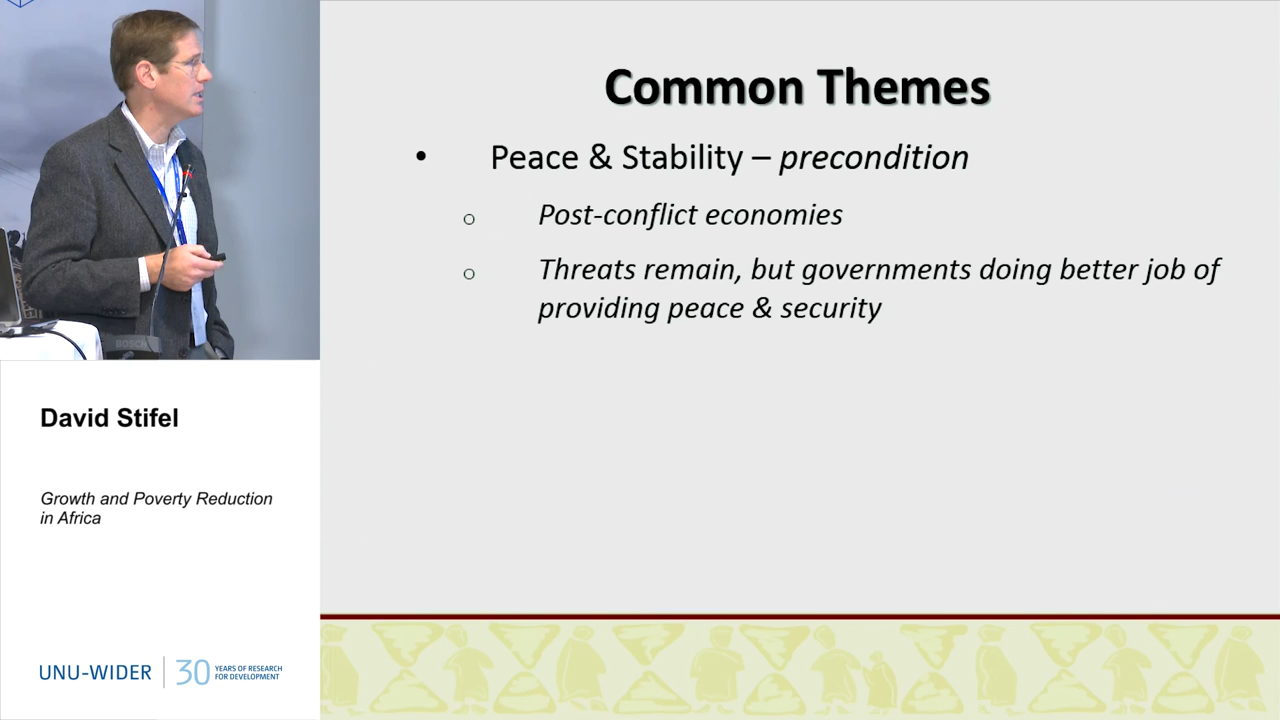 Common Themes
• Peace & Stability – precondition
o Post-conflict economies
o Threats remain, but governments doing better job of
providing peace & security
BOSCH
David Stifel
Growth and Poverty Reduction
in Africa
UNU-WIDER
30 YEARS OF RESEARCH
FOR DEVELOPMENT